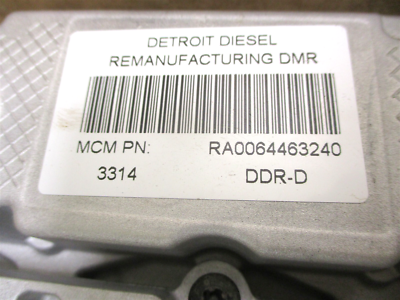 DETROIT DIESEL
REMANUFACTURING DMR
MCM PN: RA0064463240
3314 DDR-D